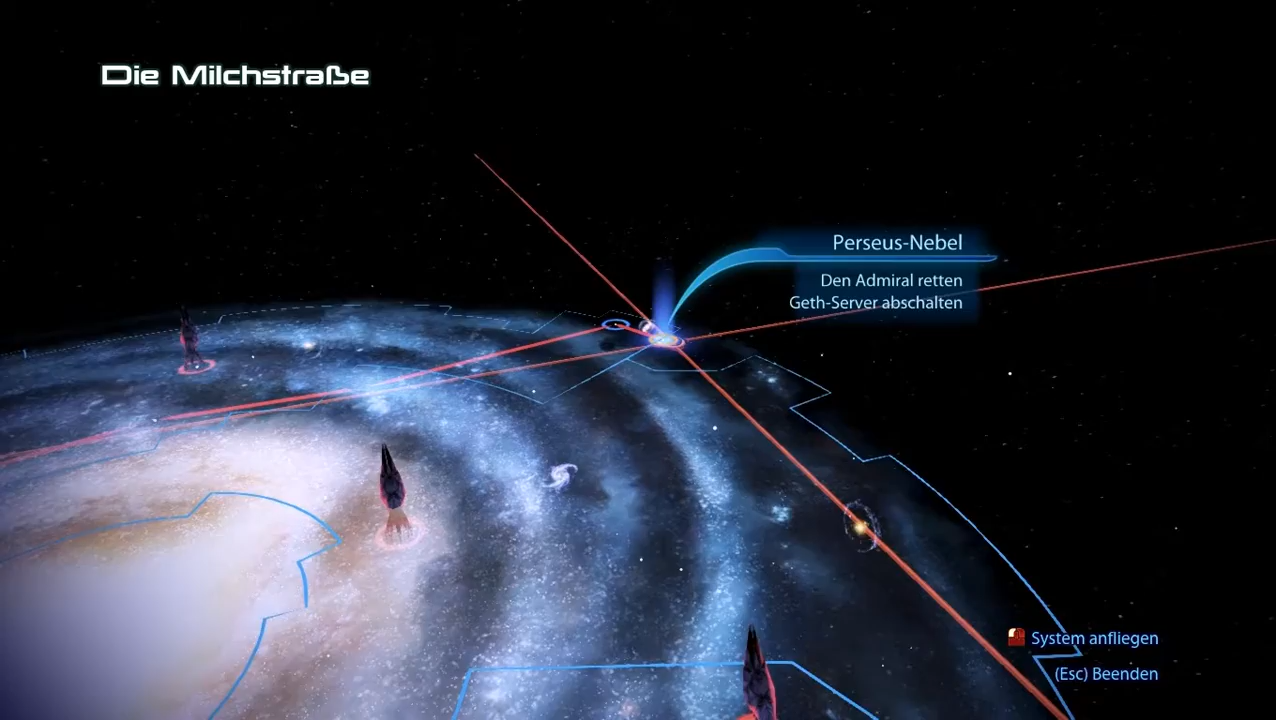 Die Milchstraße
Perseus-Nebel
Den Admiral retten
Geth-Server abschalten
System anfliegen
(Esc) Beenden